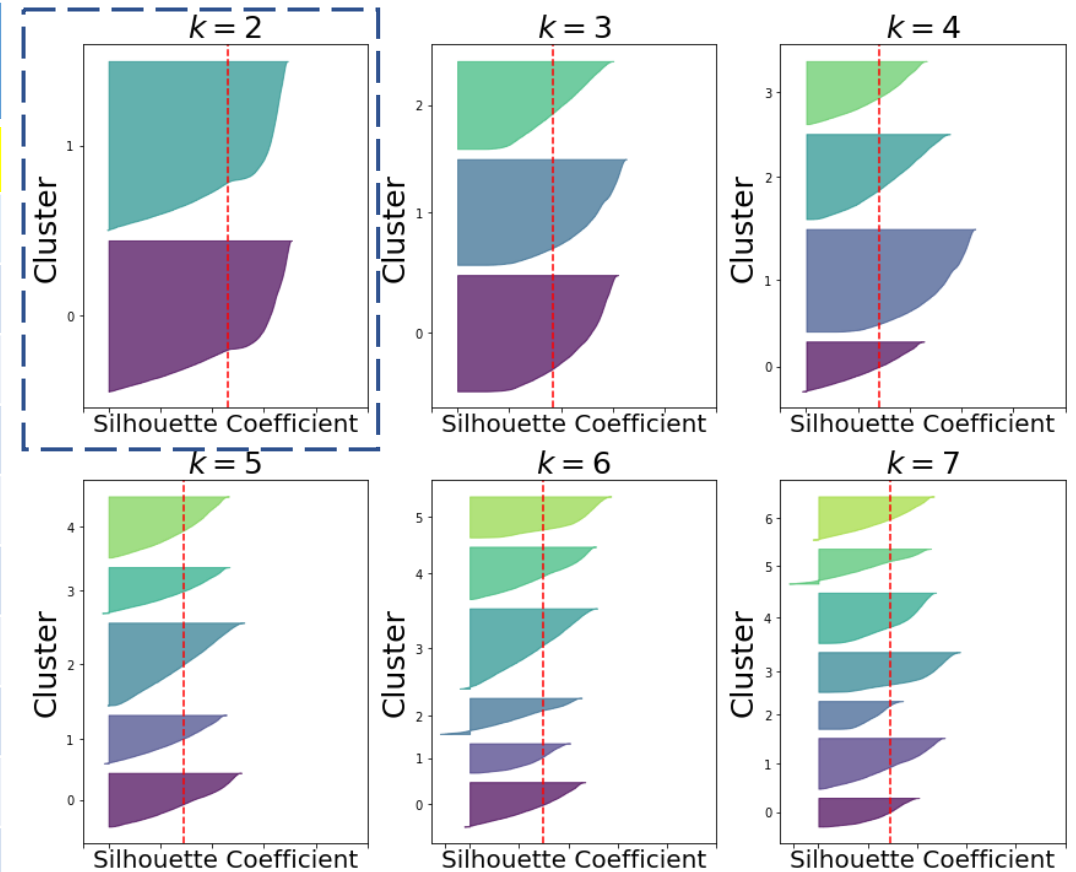 k = 2
Cluster
1
0
Silhouette Coefficient
k = 3
Cluster
2
1
0
Silhouette Coefficient
k = 4
3
2
1
0
Silhouette Coefficient
k = 5
Cluster
4
3
2
1
0
Silhouette Coefficient
k = 6
Cluster
5
4
3
2
1
0
Silhouette Coefficient
k = 7
6
5
4
3
2
1
0
Silhouette Coefficient